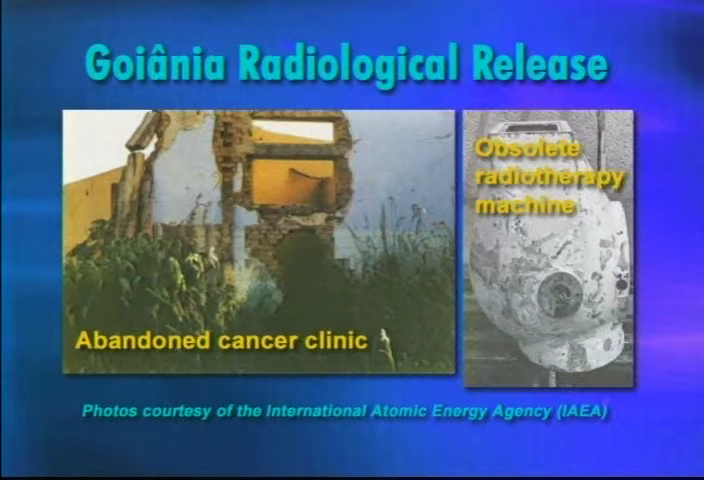 Goiânia Radiological Release
Obsolete
radiotherapy
machine
Abandoned cancer clinic
Photos courtesy of the International Atomic Energy Agency (IAEA)